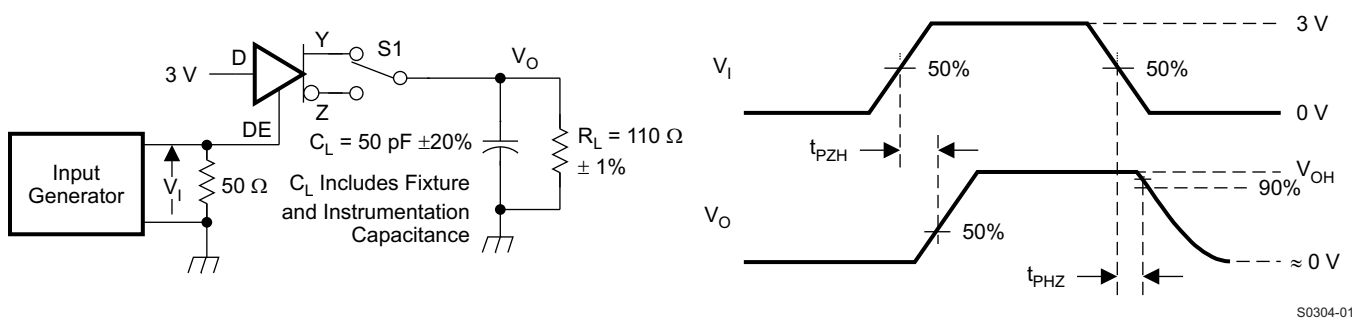 D
3 V
Y
S1
Z
DE
V_O
C_L = 50 pF ±20%
R_L = 110 Ω
± 1%
C_L Includes Fixture
and Instrumentation
Capacitance
Input
Generator
V_I
50 Ω
V_I
50%
50%
3 V
0 V
t_PZH
V_O
50%
V_OH
90%
≈ 0 V
t_PHZ
S0304-01